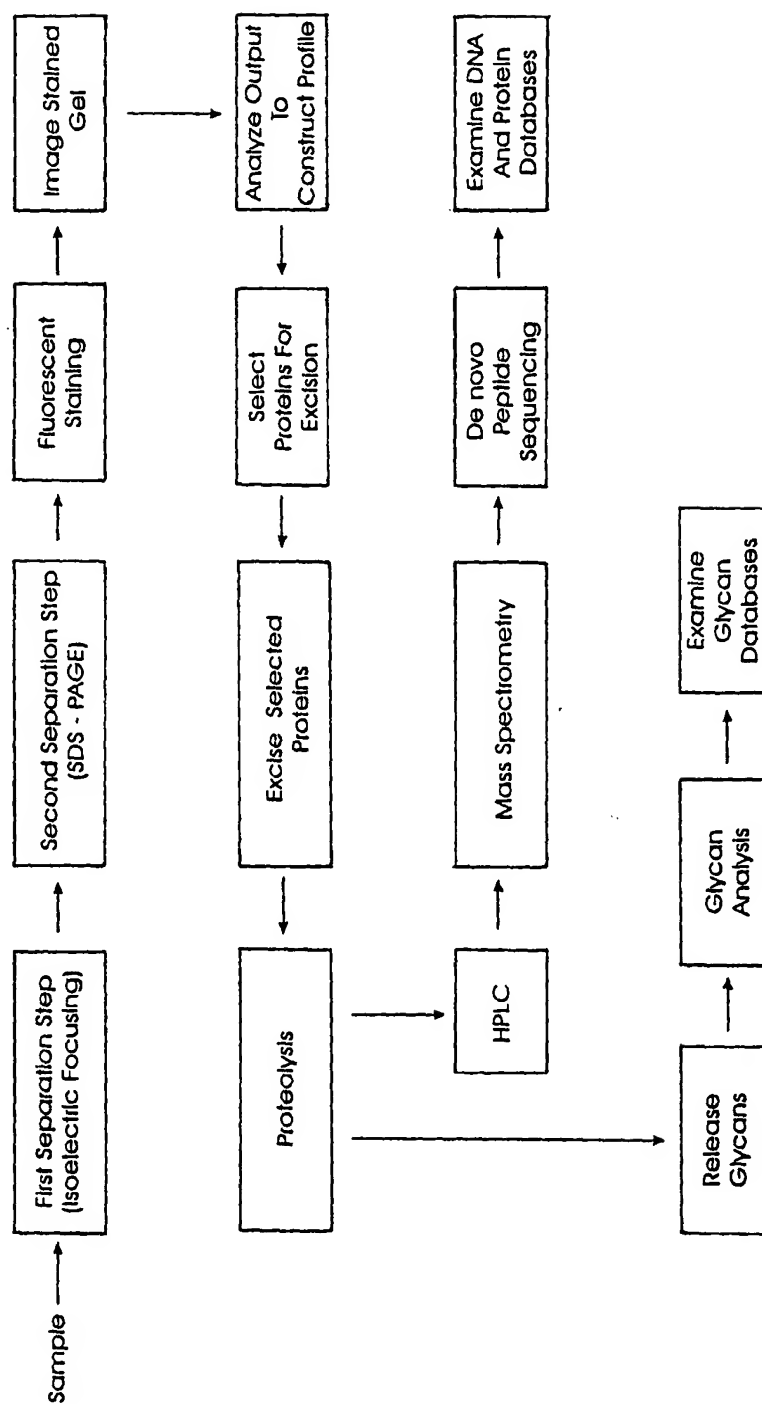 Sample
First Separation Step
(Isoelectric Focusing)
Second Separation Step
(SDS - PAGE)
Fluorescent
Staining
Image Stained
Gel
Analyze Output
To
Construct Profile
Select
Proteins For
Excision
Excise Selected
Proteins
Proteolysis
HPLC
Mass Spectrometry
De novo
Peptide
Sequencing
Examine DNA
And Protein
Databases
Release
Glycans
Glycan
Analysis
Examine
Glycan
Databases